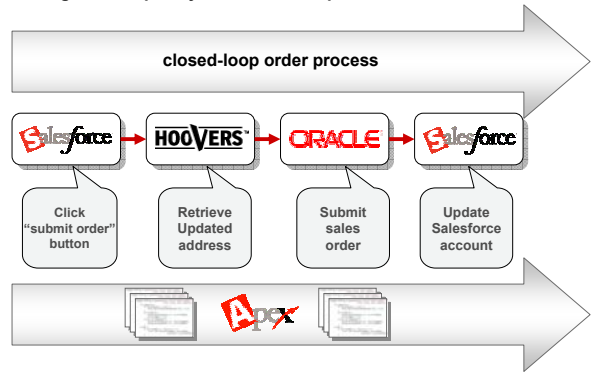 closed-loop order process
Salesforce
HOOVERS™
ORACLE
Salesforce
Click
“submit order”
button
Retrieve
Updated
address
Submit
sales
order
Update
Salesforce
account
Apex